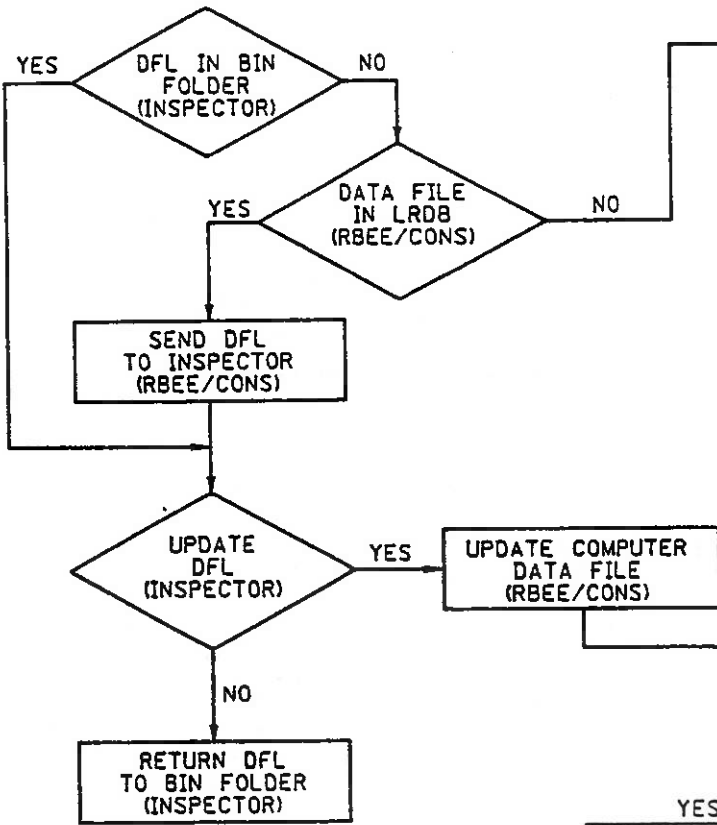 YES
DFL IN BIN
FOLDER
(INSPECTOR)
NO
YES
DATA FILE
IN LRDB
(RBEE/CONS)
NO
SEND DFL
TO INSPECTOR
(RBEE/CONS)
UPDATE
DFL
(INSPECTOR)
YES
UPDATE COMPUTER
DATA FILE
(RBEE/CONS)
NO
RETURN DFL
TO BIN FOLDER
(INSPECTOR)
YES